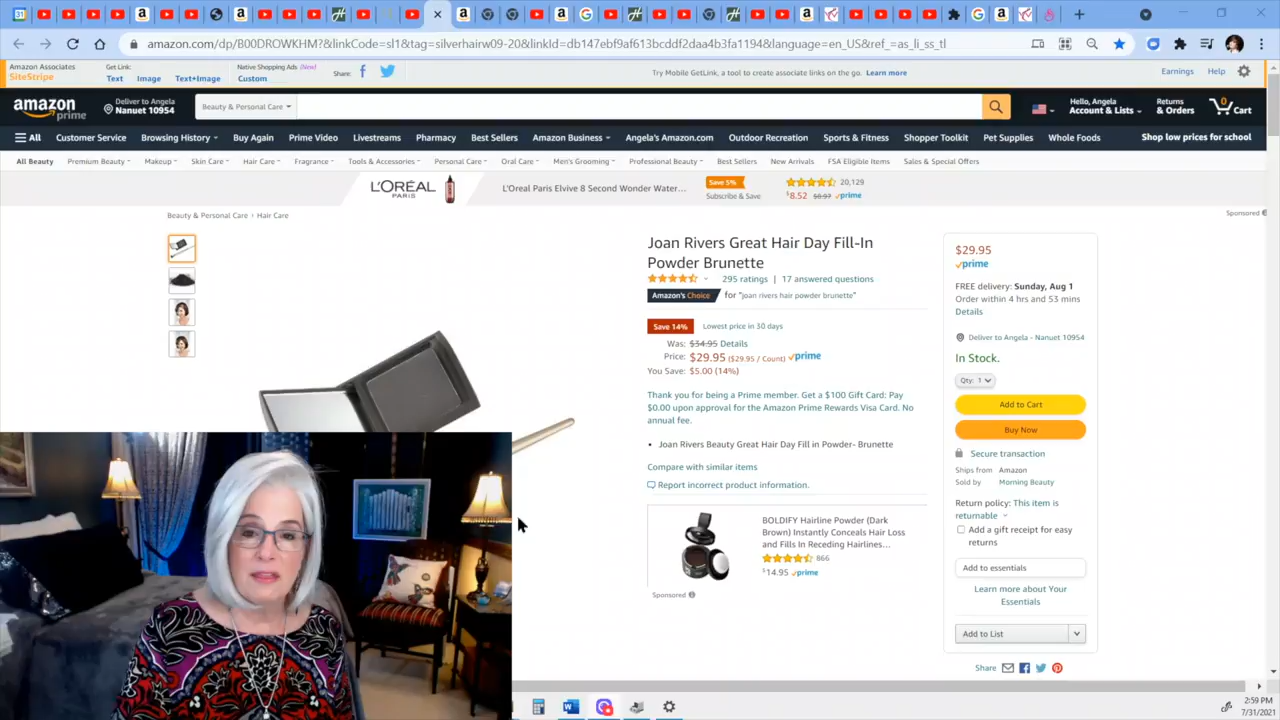 amazon.com/dp/B00DROWKHM?&linkCode=sl1&tag=silverhairw09-20&linkId=db147ebf9af613bcddf2daa4b3fa1194&language=en_US&ref_=as_li_ss_tl
Amazon Associates
SiteStripe
Get Link:
Text Image Text+Image
Native Shopping Ads (New)
Custom
Share:
Try Mobile GetLink, a tool to create associate links on the go. Learn more
Earnings Help
amazon
prime
Deliver to Angela
Nanuet 10954
Beauty & Personal Care
Hello, Angela
Account & Lists
Returns
& Orders
0
Cart
All Customer Service Browsing History Buy Again Prime Video Livestreams Pharmacy Best Sellers Amazon Business Angela's Amazon.com Outdoor Recreation Sports & Fitness Shopper Toolkit Pet Supplies Whole Foods Shop low prices for school
All Beauty Premium Beauty Makeup Skin Care Hair Care Fragrance Tools & Accessories Personal Care Oral Care Men's Grooming Professional Beauty Best Sellers New Arrivals FSA Eligible Items Sales & Special Offers
L'ORÉAL
PARIS
L'Oreal Paris Elvive 8 Second Wonder Water...
Save 5%
Subscribe & Save
20,129
$8.52 $8.97 prime
Sponsored
Beauty & Personal Care › Hair Care
Joan Rivers Great Hair Day Fill-In
Powder Brunette
295 ratings | 17 answered questions
Amazon's Choice for "joan rivers hair powder brunette"
Save 14% Lowest price in 30 days
Was: $34.95 Details
Price: $29.95 ($29.95 / Count) prime
You Save: $5.00 (14%)
Thank you for being a Prime member. Get a $100 Gift Card: Pay
$0.00 upon approval for the Amazon Prime Rewards Visa Card. No
annual fee.
• Joan Rivers Beauty Great Hair Day Fill in Powder- Brunette
Compare with similar items
Report incorrect product information.
BOLDIFY Hairline Powder (Dark
Brown) Instantly Conceals Hair Loss
and Fills In Receding Hairlines...
866
$14.95 prime
Sponsored
$29.95
prime
FREE delivery: Sunday, Aug 1
Order within 4 hrs and 53 mins
Details
Deliver to Angela - Nanuet 10954
In Stock.
Qty: 1
Add to Cart
Buy Now
Secure transaction
Ships from Amazon
Sold by Morning Beauty
Return policy: This item is
returnable
Add a gift receipt for easy
returns
Add to essentials
Learn more about Your
Essentials
Add to List
Share
2:59 PM
7/31/2021